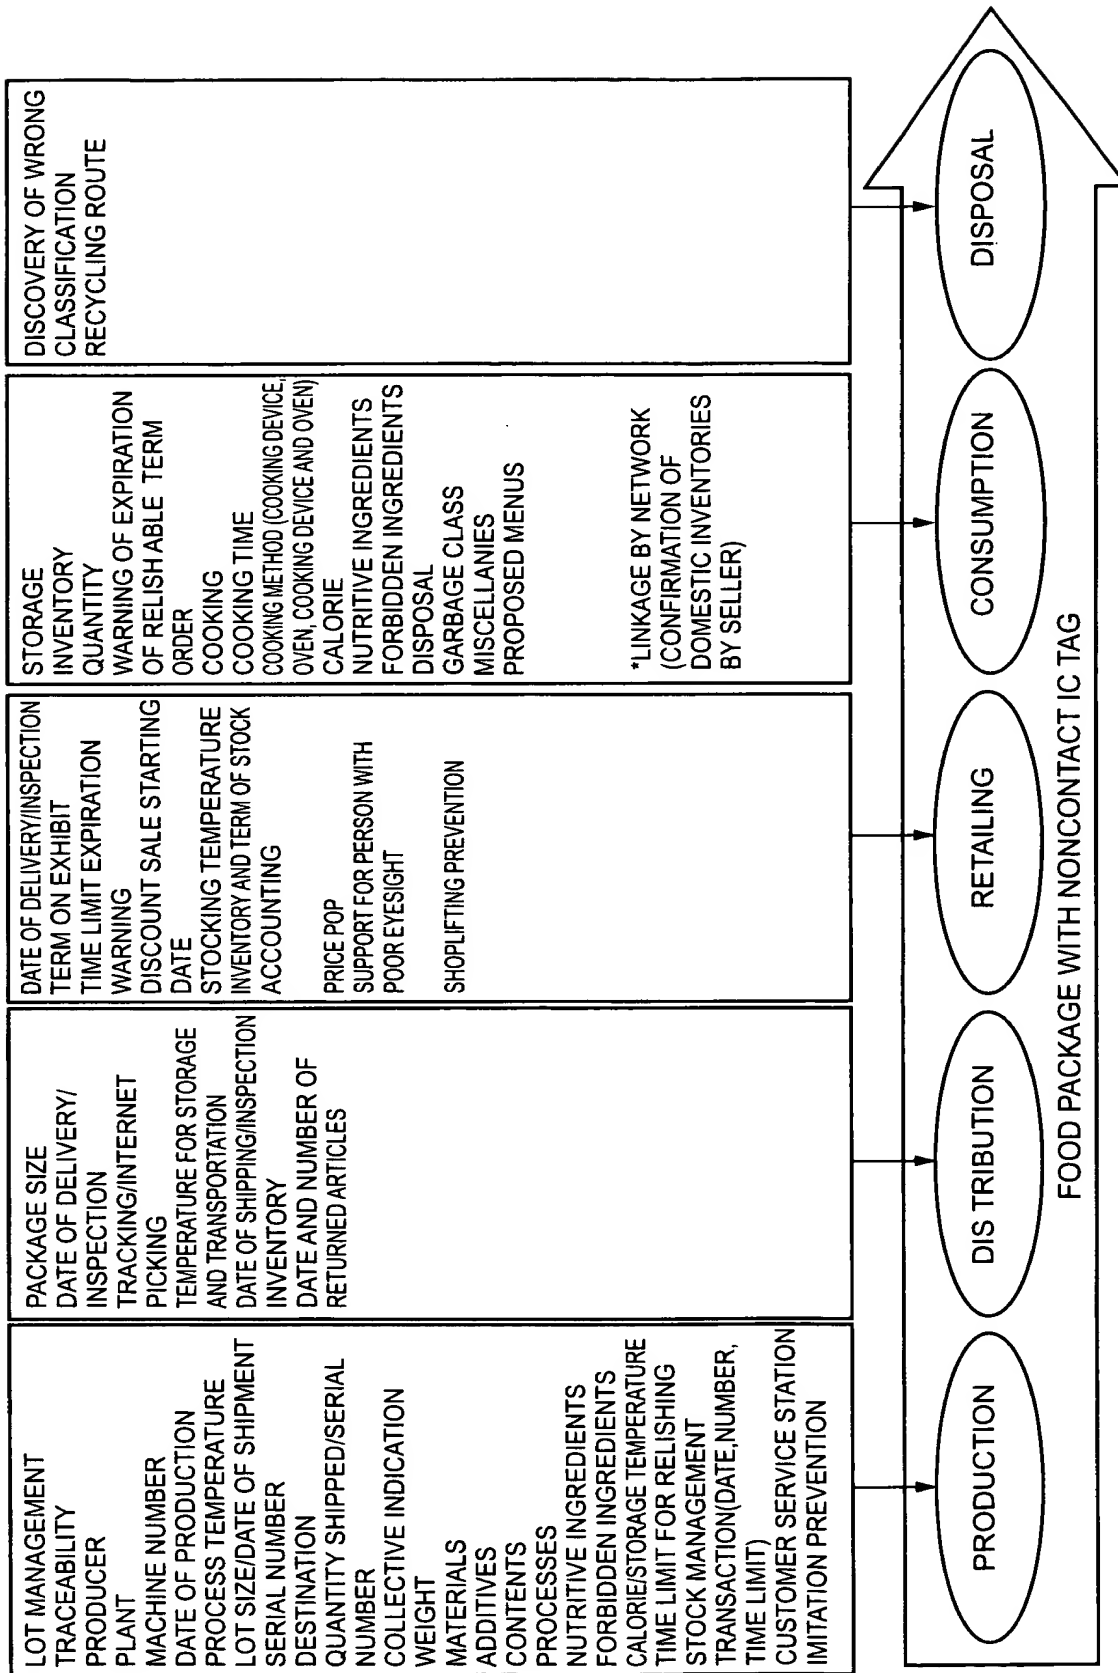 LOT MANAGEMENT
TRACEABILITY
PRODUCER
PLANT
MACHINE NUMBER
DATE OF PRODUCTION
PROCESS TEMPERATURE
LOT SIZE/DATE OF SHIPMENT
SERIAL NUMBER
DESTINATION
QUANTITY SHIPPED/SERIAL
NUMBER
COLLECTIVE INDICATION
WEIGHT
MATERIALS
ADDITIVES
CONTENTS
PROCESSES
NUTRITIVE INGREDIENTS
FORBIDDEN INGREDIENTS
CALORIE/STORAGE TEMPERATURE
TIME LIMIT FOR RELISHING
STOCK MANAGEMENT
TRANSACTION(DATE,NUMBER,
TIME LIMIT)
CUSTOMER SERVICE STATION
IMITATION PREVENTION
PACKAGE SIZE
DATE OF DELIVERY/
INSPECTION
TRACKING/INTERNET
PICKING
TEMPERATURE FOR STORAGE
AND TRANSPORTATION
DATE OF SHIPPING/INSPECTION
INVENTORY
DATE AND NUMBER OF
RETURNED ARTICLES
DATE OF DELIVERY/INSPECTION
TERM ON EXHIBIT
TIME LIMIT EXPIRATION
WARNING
DISCOUNT SALE STARTING
DATE
STOCKING TEMPERATURE
INVENTORY AND TERM OF STOCK
ACCOUNTING
PRICE POP
SUPPORT FOR PERSON WITH
POOR EYESIGHT
SHOPLIFTING PREVENTION
STORAGE
INVENTORY
QUANTITY
WARNING OF EXPIRATION
OF RELISHABLE TERM
ORDER
COOKING
COOKING TIME
COOKING METHOD (COOKING DEVICE,
OVEN, COOKING DEVICE AND OVEN)
CALORIE
NUTRITIVE INGREDIENTS
FORBIDDEN INGREDIENTS
DISPOSAL
GARBAGE CLASS
MISCELLANIES
PROPOSED MENUS
*LINKAGE BY NETWORK
(CONFIRMATION OF
DOMESTIC INVENTORIES
BY SELLER)
DISCOVERY OF WRONG
CLASSIFICATION
RECYCLING ROUTE
PRODUCTION
DIS TRIBUTION
RETAILING
CONSUMPTION
DISPOSAL
FOOD PACKAGE WITH NONCONTACT IC TAG